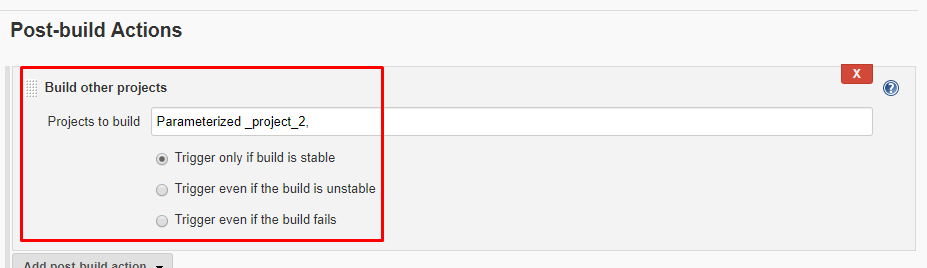 Post-build Actions
X
Build other projects
Projects to build Parameterized _project_2,
Trigger only if build is stable
Trigger even if the build is unstable
Trigger even if the build fails
Add post build action